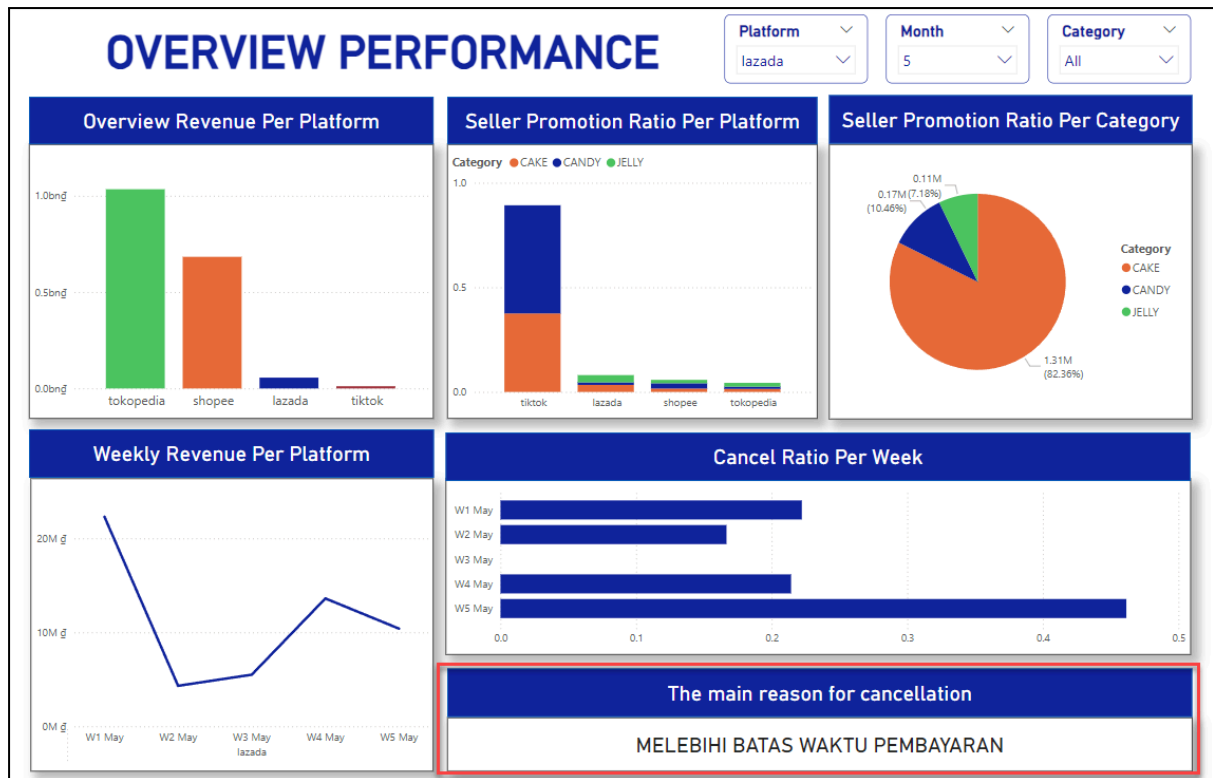 OVERVIEW PERFORMANCE
Platform
lazada
Month
5
Category
All
Overview Revenue Per Platform
1.0bn₫
0.5bn₫
0.0bn₫
tokopedia shopee lazada tiktok
Seller Promotion Ratio Per Platform
Category CAKE CANDY JELLY
1.0
0.5
0.0
tiktok lazada shopee tokopedia
Seller Promotion Ratio Per Category
0.11M
(7.18%)
0.17M
(10.46%)
1.31M
(82.36%)
Category
CAKE
CANDY
JELLY
Weekly Revenue Per Platform
20M ₫
10M ₫
0M ₫
W1 May W2 May W3 May W4 May W5 May
lazada
Cancel Ratio Per Week
W1 May
W2 May
W3 May
W4 May
W5 May
0.0 0.1 0.2 0.3 0.4 0.5
The main reason for cancellation
MELEBIHI BATAS WAKTU PEMBAYARAN